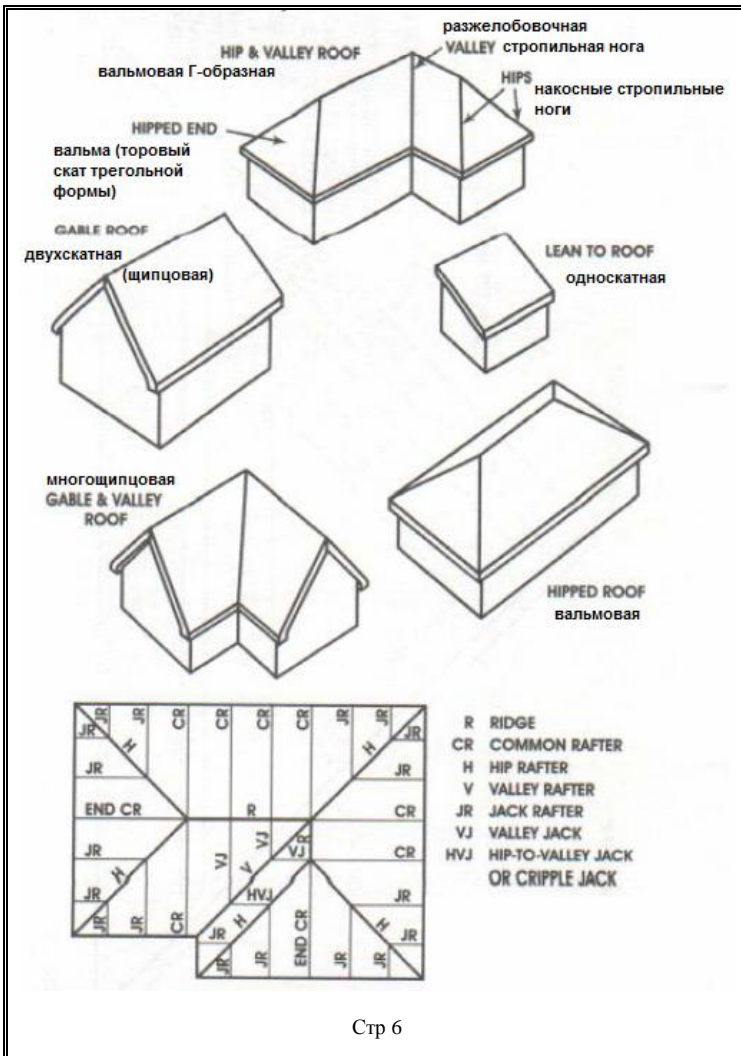 разжелобовочная
HIP & VALLEY ROOF
VALLEY стропильная нога
вальмовая Г-образная
HIPS
накосные стропильные
ноги
HIPPED END
вальма (торовый
скат трегольной
формы)
GABLE ROOF
двухскатная
(щипцовая)
LEAN TO ROOF
односкатная
многощипцовая
GABLE & VALLEY
ROOF
HIPPED ROOF
вальмовая
JR JR CR CR CR CR JR JR
JR H H JR
JR JR
END CR R CR
VJ VJ V VJ R CR
JR H HVJ JR
JR JR JR CR JR H END CR H JR
JR JR JR JR
R RIDGE
CR COMMON RAFTER
H HIP RAFTER
V VALLEY RAFTER
JR JACK RAFTER
VJ VALLEY JACK
HVJ HIP-TO-VALLEY JACK
OR CRIPPLE JACK
Стр 6